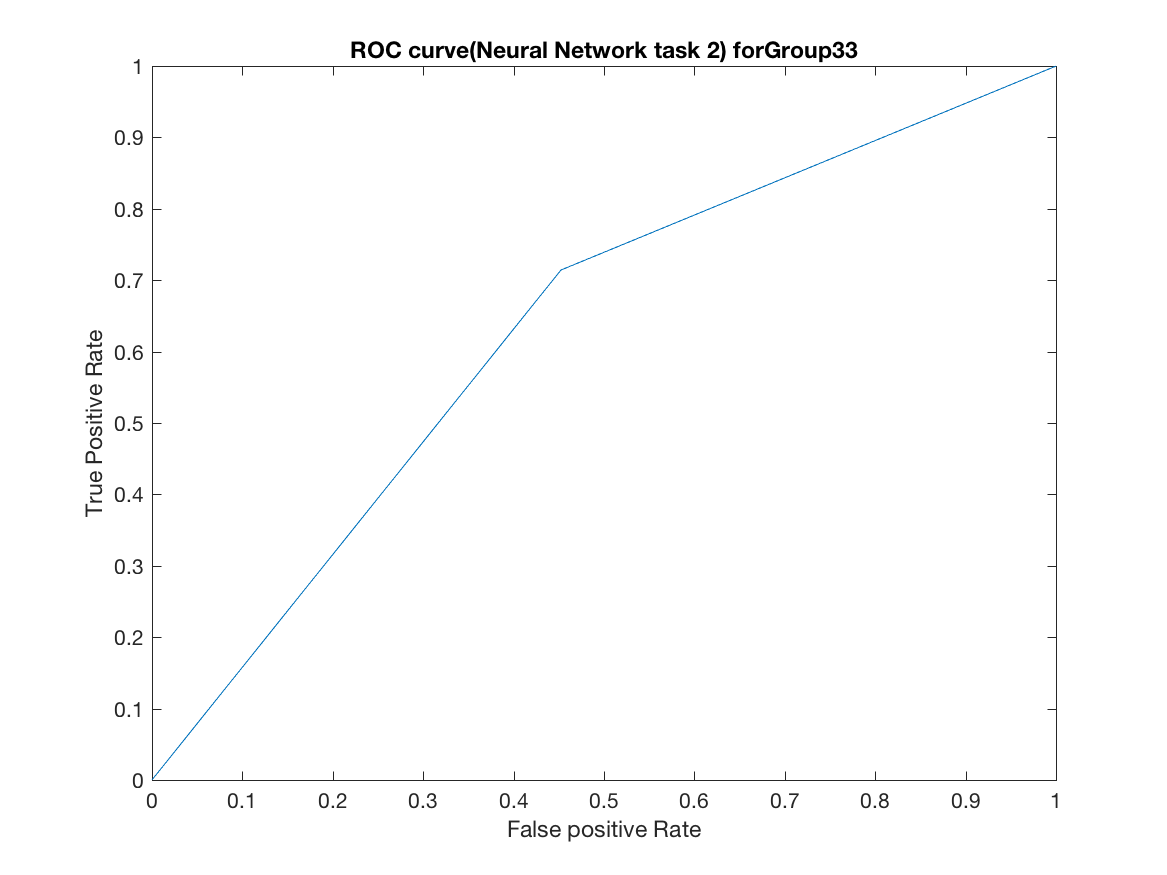 ROC curve(Neural Network task 2) forGroup33
1
0.9
0.8
0.7
0.6
0.5
0.4
0.3
0.2
0.1
0
True Positive Rate
0 0.1 0.2 0.3 0.4 0.5 0.6 0.7 0.8 0.9 1
False positive Rate